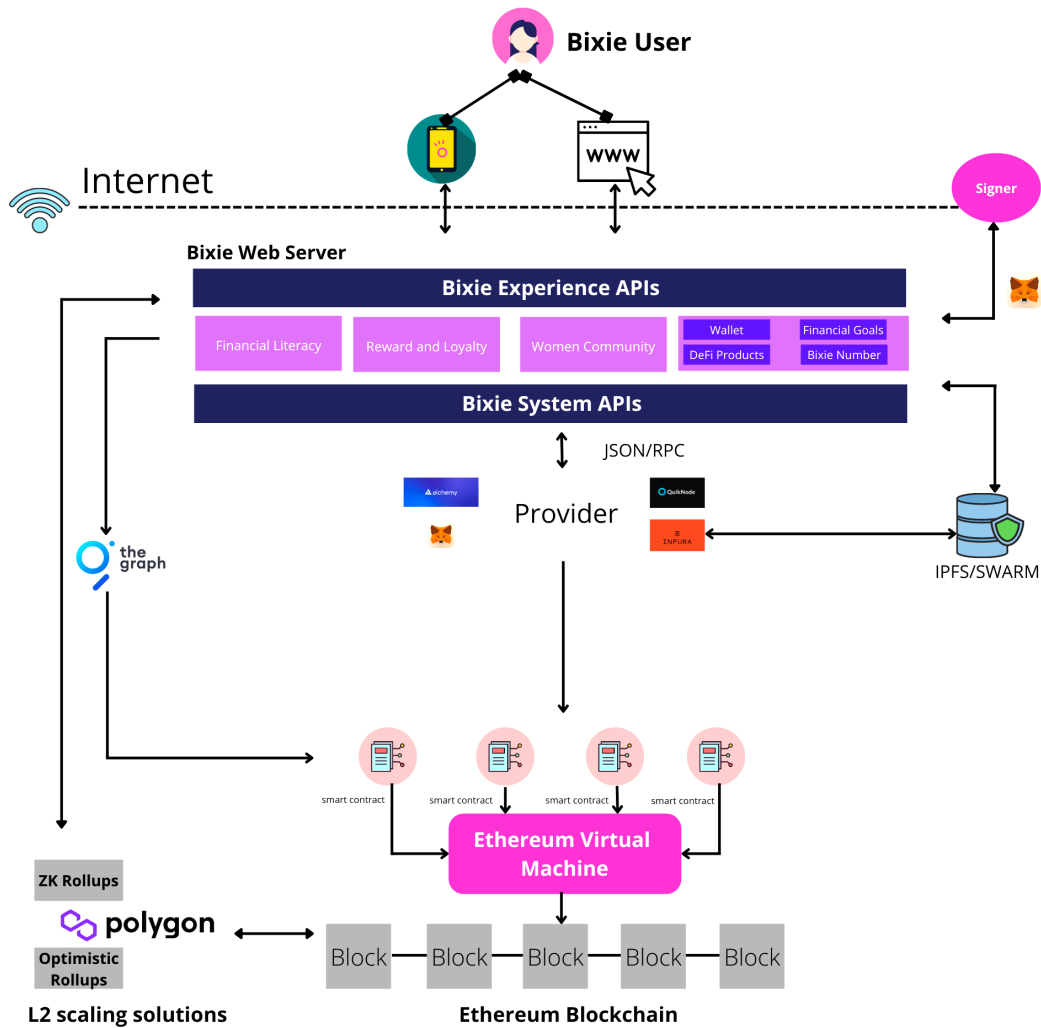 Bixie User
WWW
Internet
Signer
Bixie Web Server
Bixie Experience APIs
Financial Literacy
Reward and Loyalty
Women Community
Wallet
Financial Goals
DeFi Products
Bixie Number
Bixie System APIs
JSON/RPC
alchemy
QuikNode
Provider
INFURA
the
graph
IPFS/SWARM
smart contract
smart contract
smart contract
smart contract
Ethereum Virtual
Machine
ZK Rollups
polygon
Optimistic
Rollups
Block
Block
Block
Block
Block
L2 scaling solutions
Ethereum Blockchain